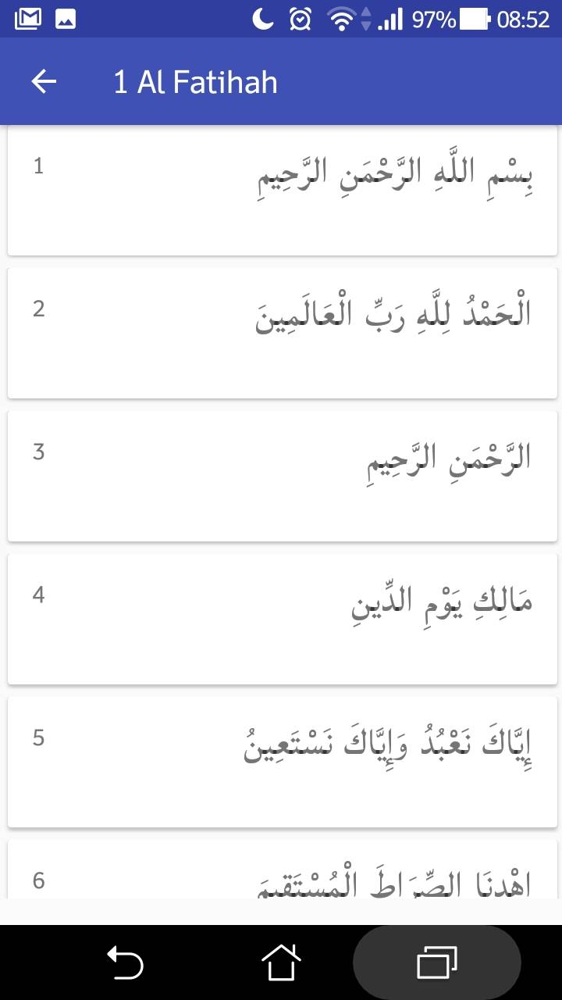 97% 08:52
1 Al Fatihah
1 بِسْمِ اللَّهِ الرَّحْمَنِ الرَّحِيمِ
2 الْحَمْدُ لِلَّهِ رَبِّ الْعَالَمِينَ
3 الرَّحْمَنِ الرَّحِيمِ
4 مَالِكِ يَوْمِ الدِّينِ
5 إِيَّاكَ نَعْبُدُ وَإِيَّاكَ نَسْتَعِينُ
6 اهْدِنَا الصِّرَاطَ الْمُسْتَقِيمَ